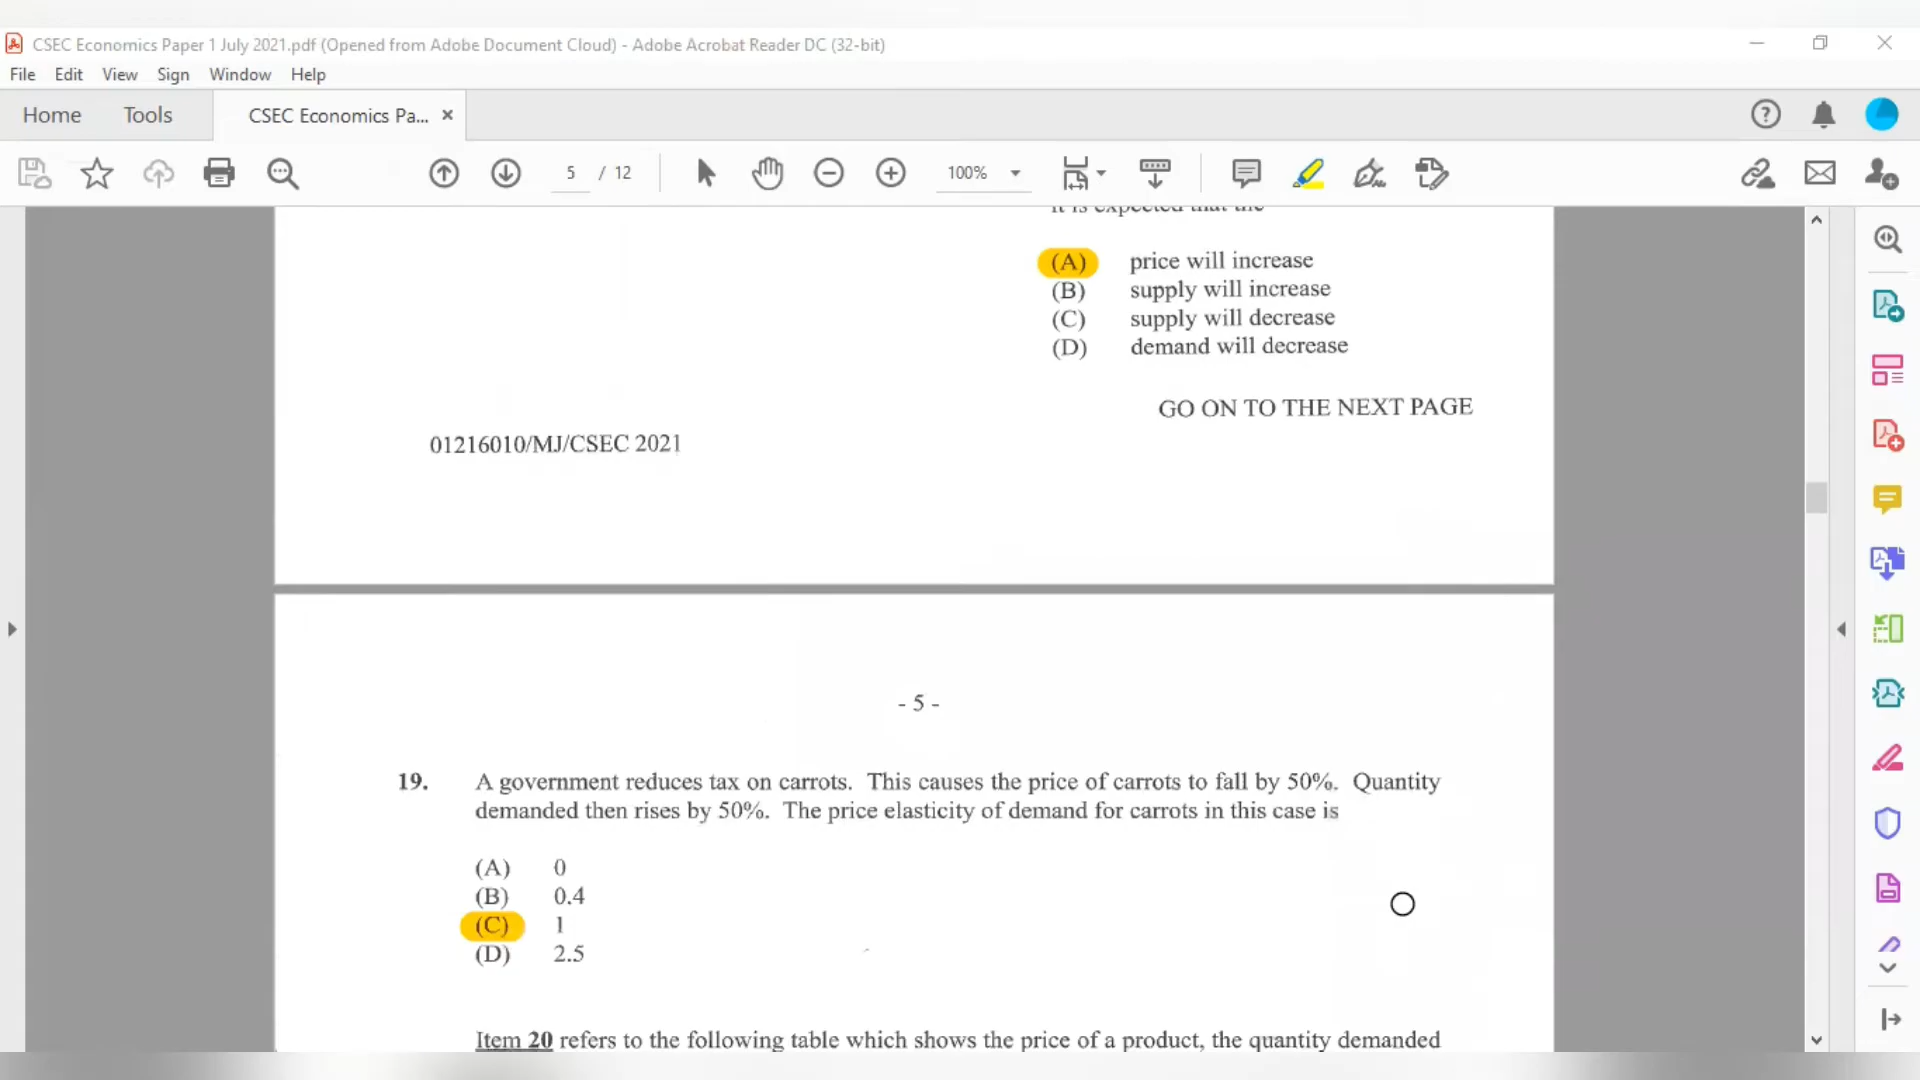 CSEC Economics Paper 1 July 2021.pdf (Opened from Adobe Document Cloud) - Adobe Acrobat Reader DC (32-bit)
File Edit View Sign Window Help
Home Tools CSEC Economics Pa... ×
5 / 12 100%
It is expected that the
(A) price will increase
(B) supply will increase
(C) supply will decrease
(D) demand will decrease
GO ON TO THE NEXT PAGE
01216010/MJ/CSEC 2021
- 5 -
19. A government reduces tax on carrots. This causes the price of carrots to fall by 50%. Quantity
demanded then rises by 50%. The price elasticity of demand for carrots in this case is
(A) 0
(B) 0.4
(C) 1
(D) 2.5
Item 20 refers to the following table which shows the price of a product, the quantity demanded